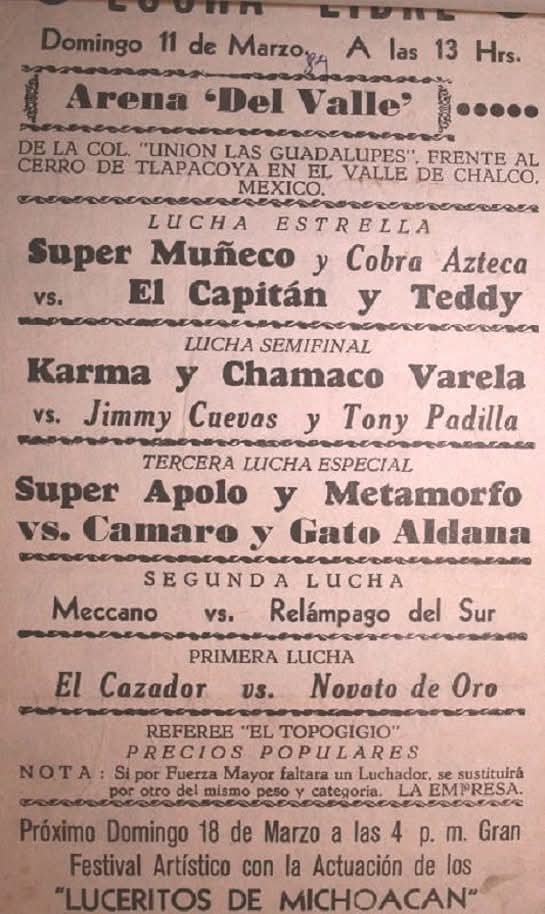 LUCHA LIBRE
Domingo 11 de Marzo. 84 A las 13 Hrs.
Arena 'Del Valle'
DE LA COL. "UNION LAS GUADALUPES", FRENTE AL
CERRO DE TLAPACOYA EN EL VALLE DE CHALCO,
MEXICO.
LUCHA ESTRELLA
Super Muñeco y Cobra Azteca
vs. El Capitán y Teddy
LUCHA SEMIFINAL
Karma y Chamaco Varela
vs. Jimmy Cuevas y Tony Padilla
TERCERA LUCHA ESPECIAL
Super Apolo y Metamorfo
vs. Camaro y Gato Aldana
SEGUNDA LUCHA
Meccano vs. Relámpago del Sur
PRIMERA LUCHA
El Cazador vs. Novato de Oro
REFEREE "EL TOPOGIGIO"
PRECIOS POPULARES
NOTA: Si por Fuerza Mayor faltara un Luchador, se sustituirá
por otro del mismo peso y categoria. LA EMPRESA.
Próximo Domingo 18 de Marzo a las 4 p. m. Gran
Festival Artístico con la Actuación de los
"LUCERITOS DE MICHOACAN"